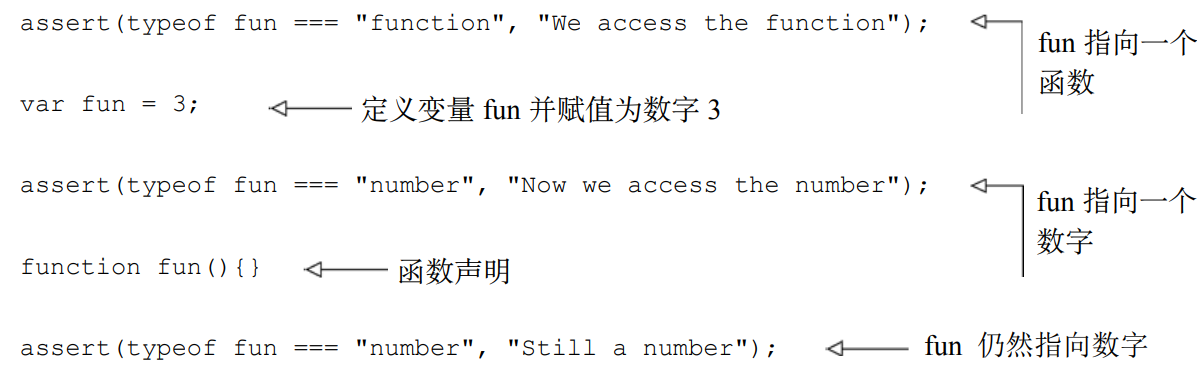 assert(typeof fun === "function", "We access the function");
fun 指向一个
函数
var fun = 3;
定义变量 fun 并赋值为数字 3
assert(typeof fun === "number", "Now we access the number");
fun 指向一个
数字
function fun(){}
函数声明
assert(typeof fun === "number", "Still a number");
fun 仍然指向数字